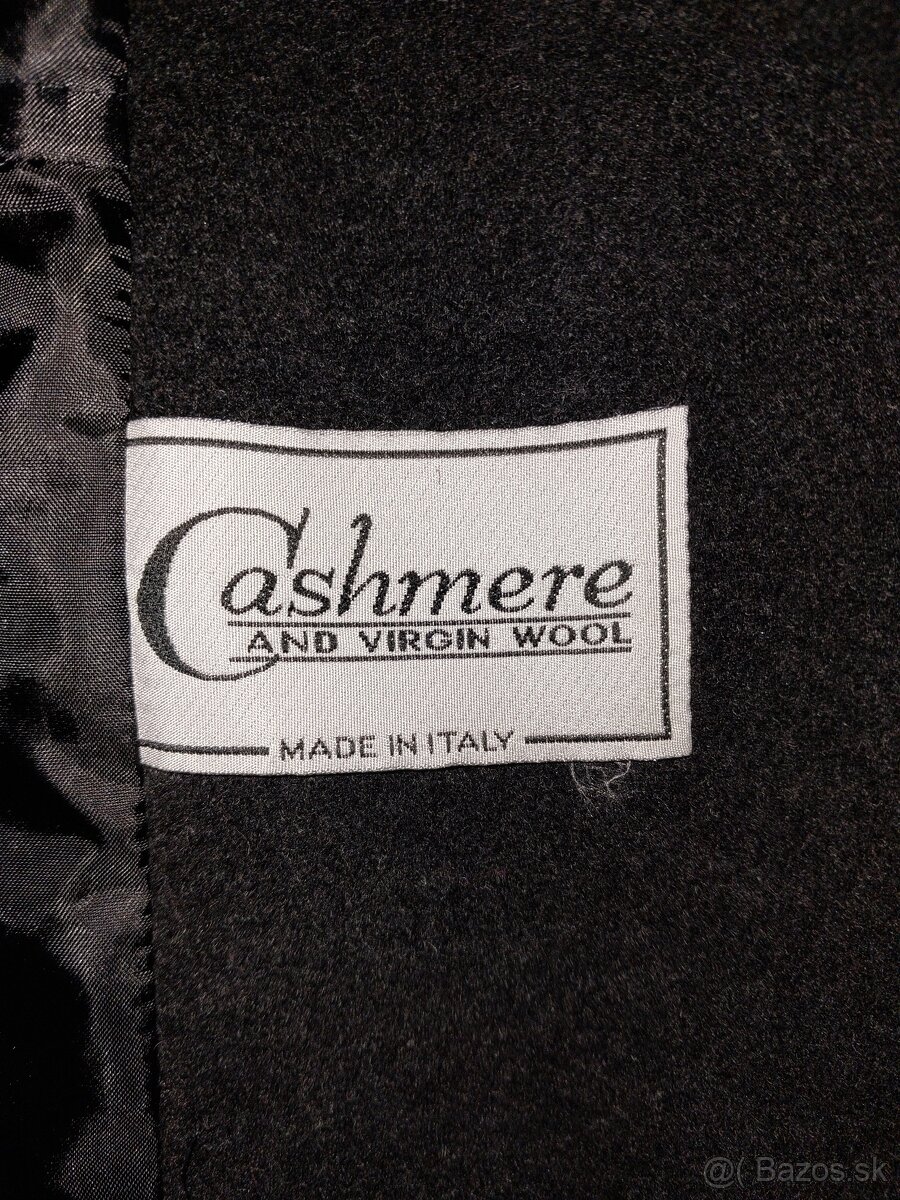 Cashmere
AND VIRGIN WOOL
MADE IN ITALY
@( Bazos.sk